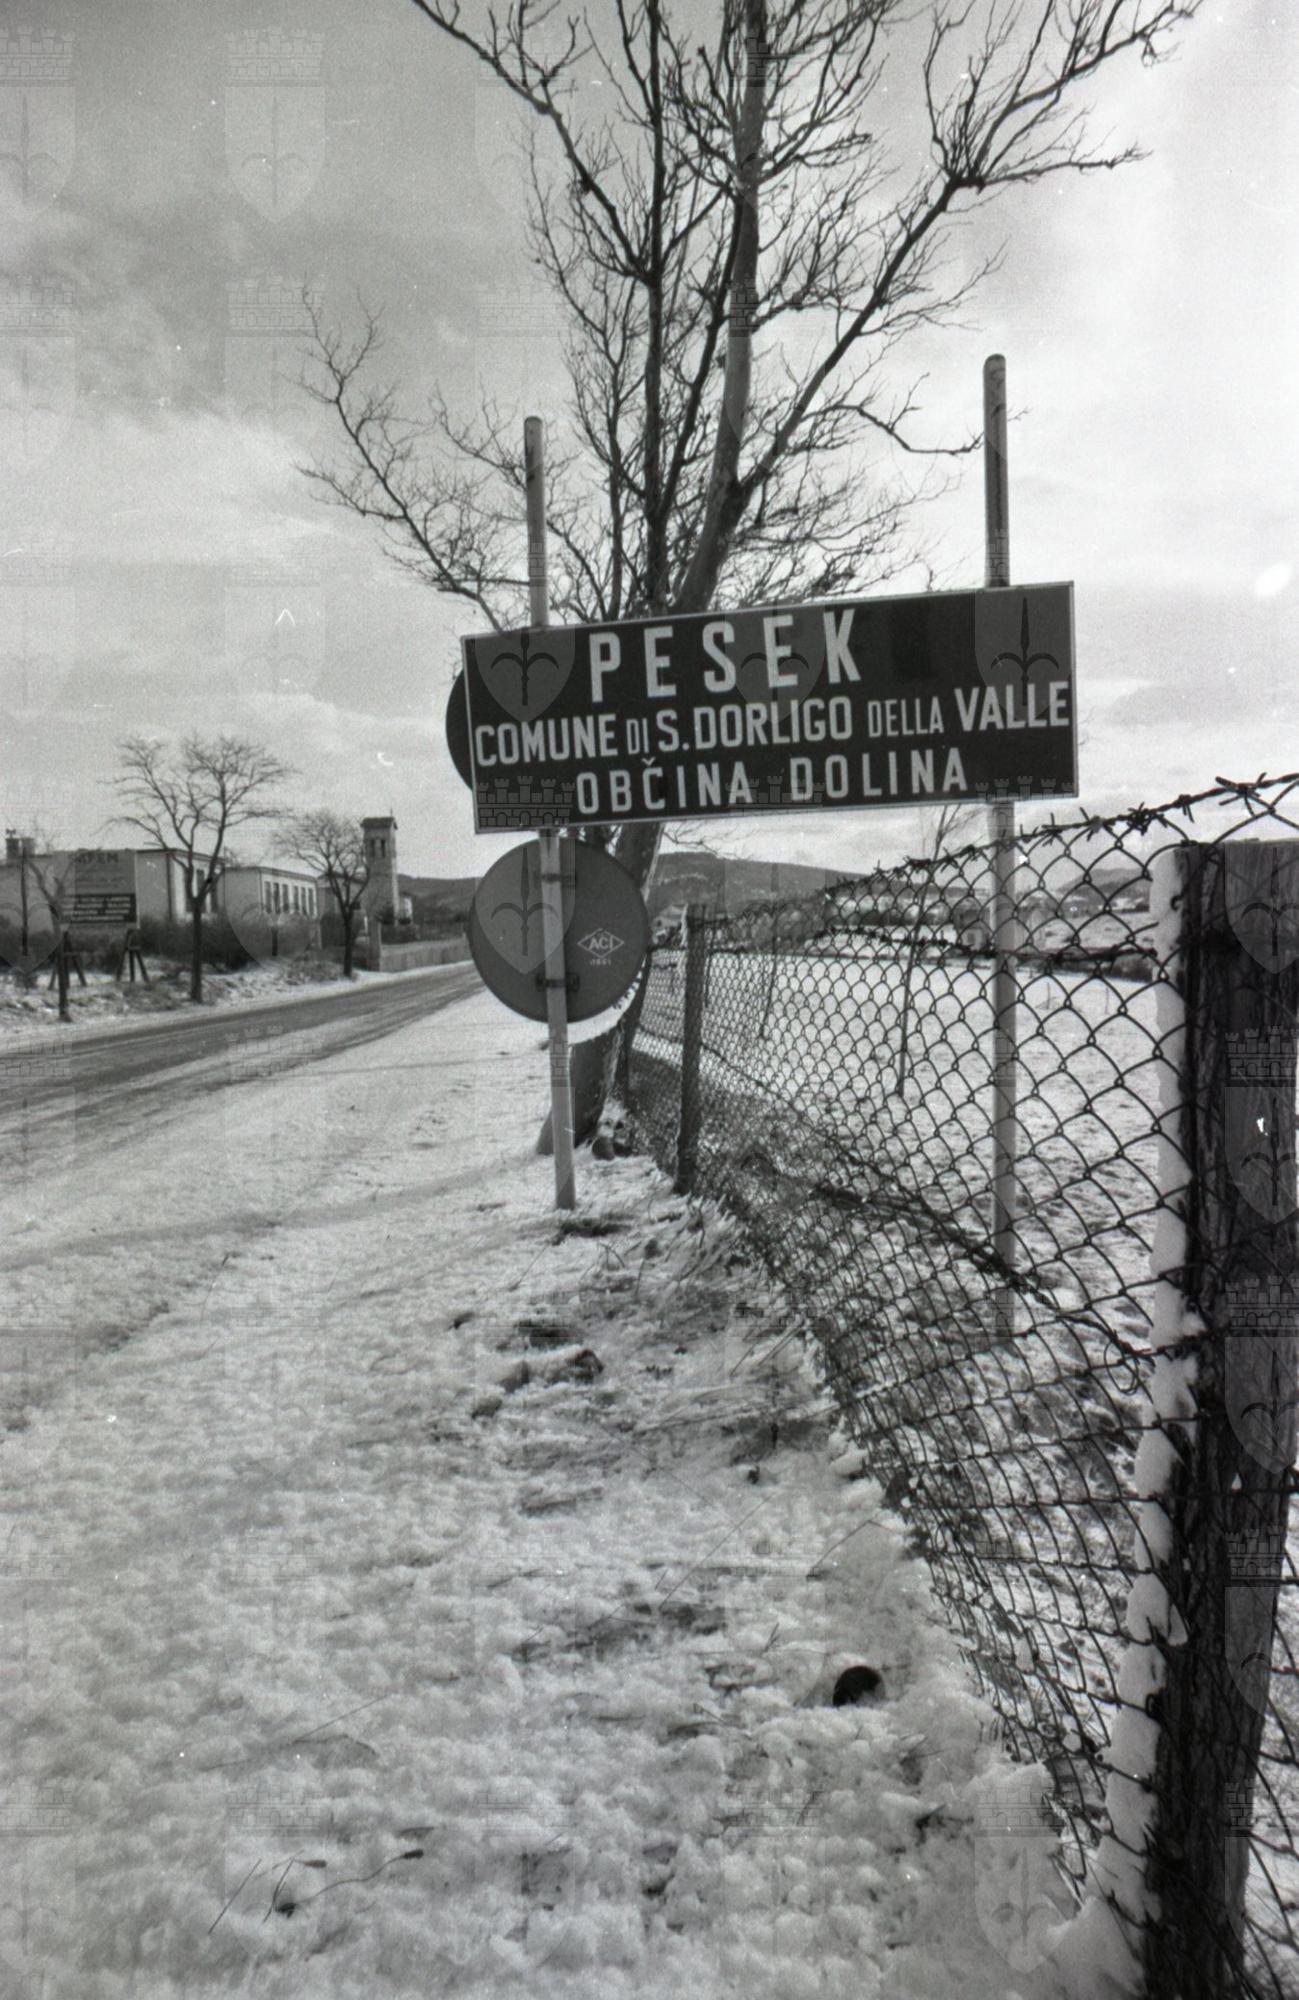 PESEK
COMUNE DI S. DORLIGO DELLA VALLE
OBČINA DOLINA
ACI